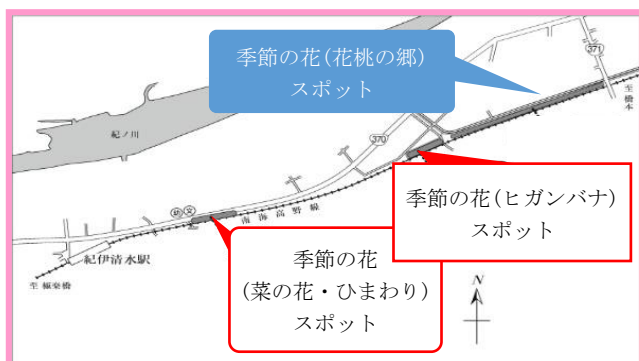 季節の花(花桃の郷)
スポット
371
至橋本
紀ノ川
370
季節の花(ヒガンバナ)
スポット
幼 文
南海高野線
紀伊清水駅
至 極楽橋
季節の花
(菜の花・ひまわり)
スポット
N